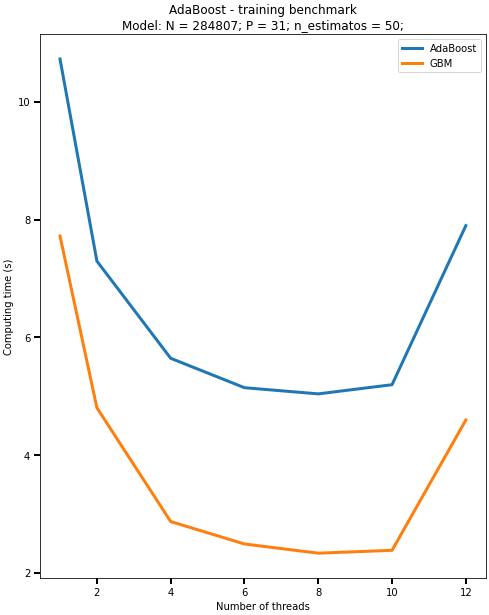 AdaBoost - training benchmark
Model: N = 284807; P = 31; n_estimatos = 50;
AdaBoost
GBM
Computing time (s)
10
8
6
4
2
2 4 6 8 10 12
Number of threads